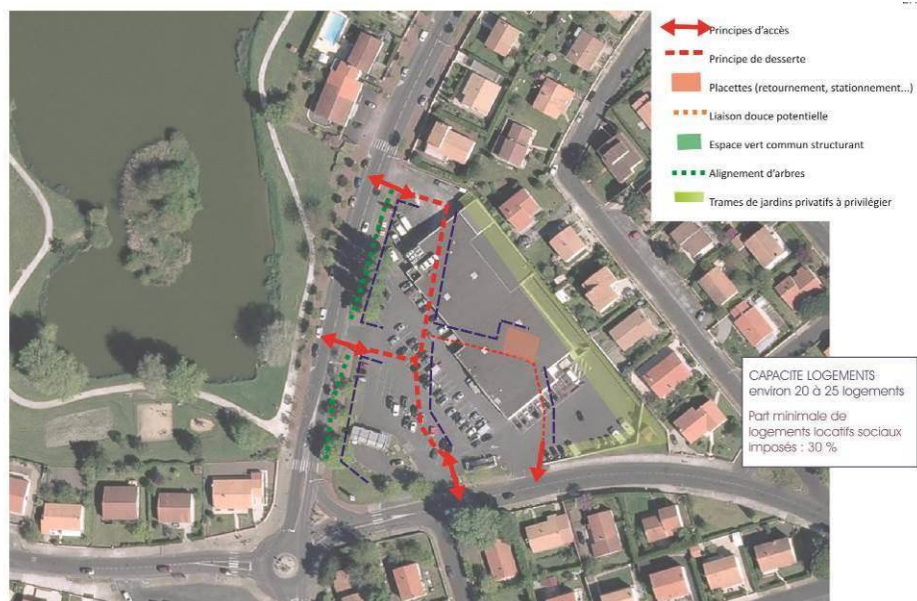 Principes d'accès
Principe de desserte
Placettes (retournement, stationnement...)
Liaison douce potentielle
Espace vert commun structurant
Alignement d'arbres
Trames de jardins privatifs à privilégier
CAPACITE LOGEMENTS
environ 20 à 25 logements
Part minimale de
logements locatifs sociaux
imposés : 30 %